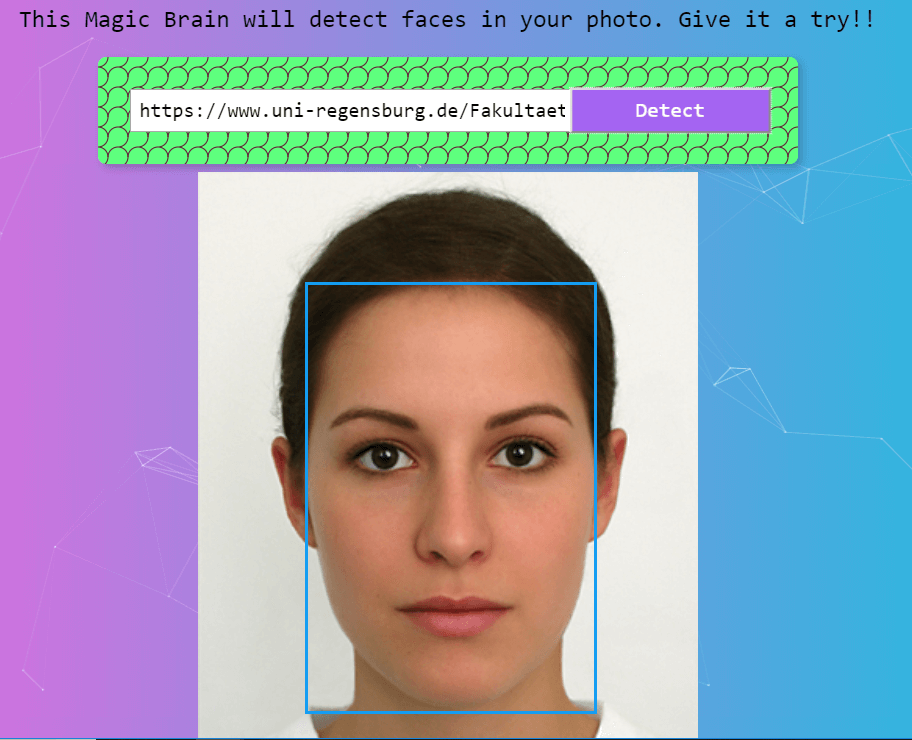 This Magic Brain will detect faces in your photo. Give it a try!!
https://www.uni-regensburg.de/Fakultaet
Detect